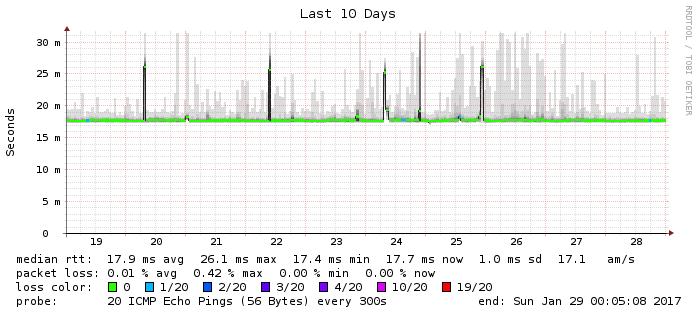 Last 10 Days
RRDTOOL / TOBI OETIKER
Seconds
30 m
25 m
20 m
15 m
10 m
5 m
0
19 20 21 22 23 24 25 26 27 28
median rtt: 17.9 ms avg 26.1 ms max 17.4 ms min 17.7 ms now 1.0 ms sd 17.1 am/s
packet loss: 0.01 % avg 0.42 % max 0.00 % min 0.00 % now
loss color: 0 1/20 2/20 3/20 4/20 10/20 19/20
probe: 20 ICMP Echo Pings (56 Bytes) every 300s end: Sun Jan 29 00:05:08 2017